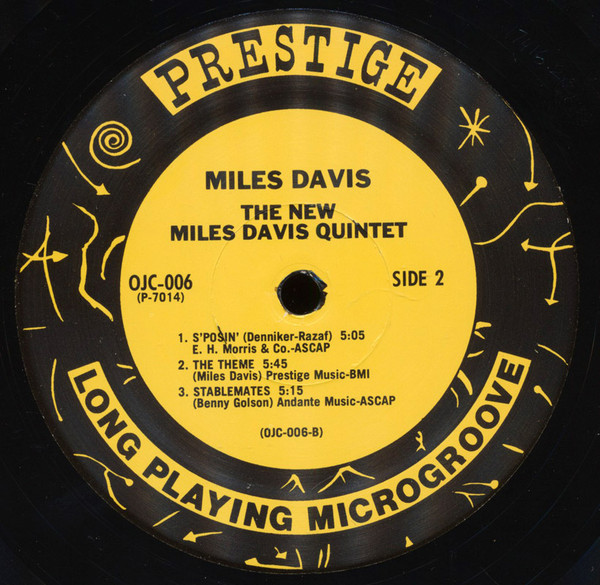 PRESTIGE
MILES DAVIS
THE NEW
MILES DAVIS QUINTET
OJC-006
(P-7014)
SIDE 2
1. S'POSIN' (Denniker-Razaf) 5:05
E. H. Morris & Co.-ASCAP
2. THE THEME 5:45
(Miles Davis) Prestige Music-BMI
3. STABLEMATES 5:15
(Benny Golson) Andante Music-ASCAP
(OJC-006-B)
LONG PLAYING MICROGROOVE